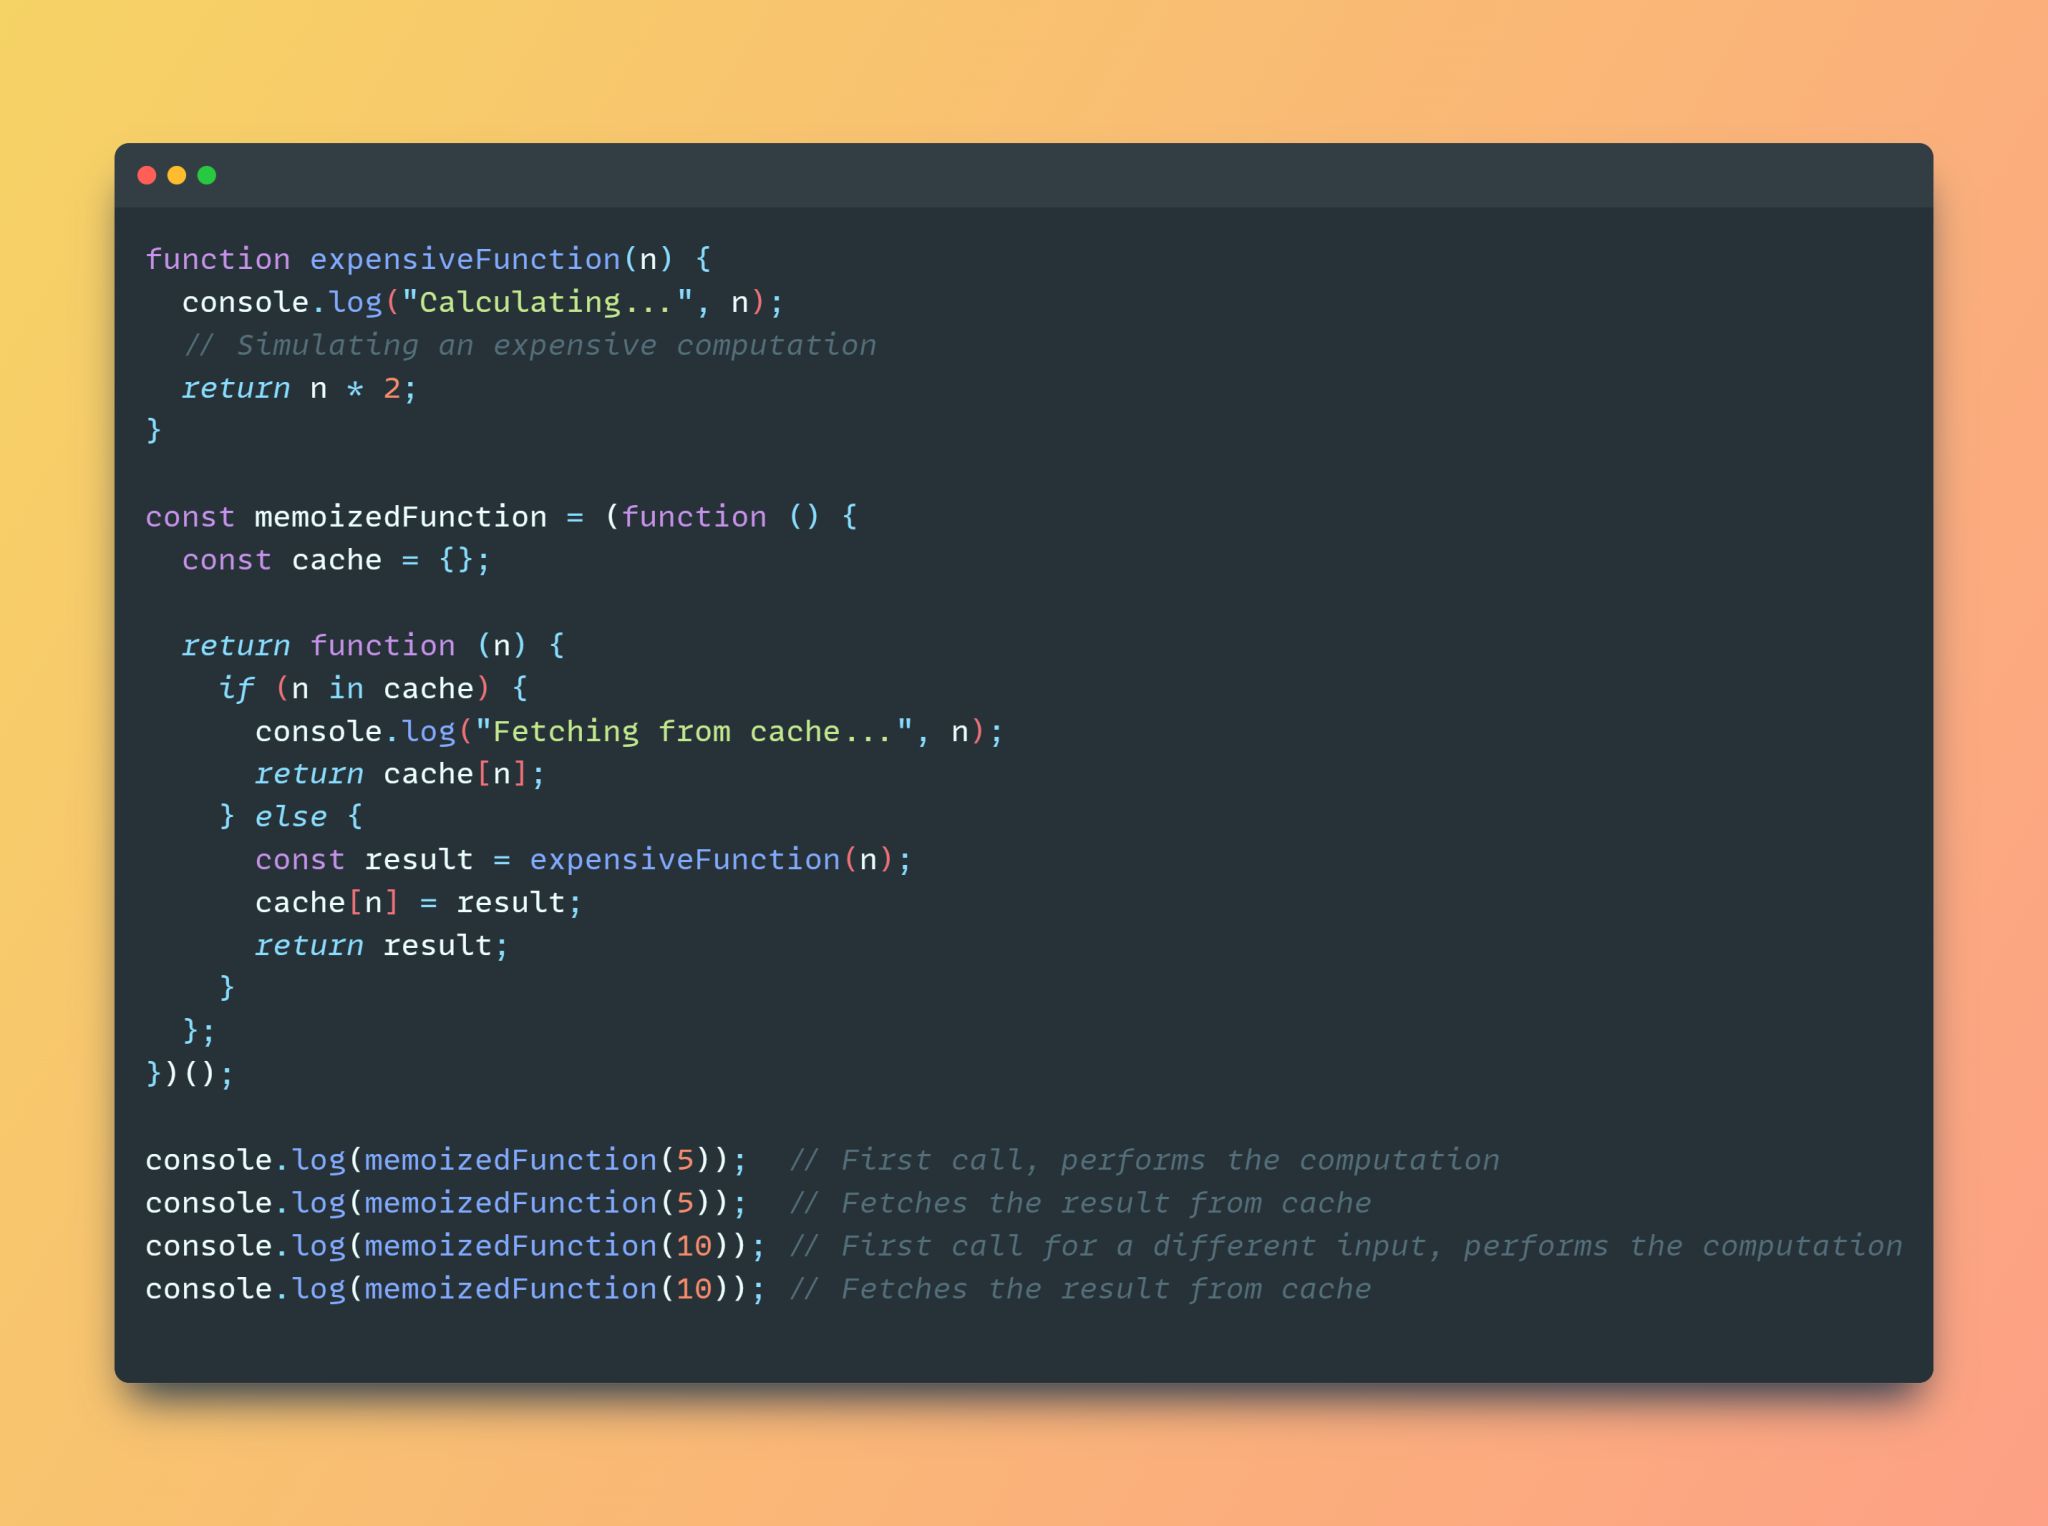 function expensiveFunction(n) {
  console.log("Calculating...", n);
  // Simulating an expensive computation
  return n * 2;
}

const memoizedFunction = (function () {
  const cache = {};

  return function (n) {
    if (n in cache) {
      console.log("Fetching from cache...", n);
      return cache[n];
    } else {
      const result = expensiveFunction(n);
      cache[n] = result;
      return result;
    }
  };
})();

console.log(memoizedFunction(5));  // First call, performs the computation
console.log(memoizedFunction(5));  // Fetches the result from cache
console.log(memoizedFunction(10)); // First call for a different input, performs the computation
console.log(memoizedFunction(10)); // Fetches the result from cache